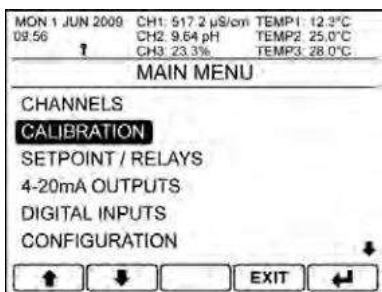 MON 1 JUN 2009 CH1: 517.2 µS/cm TEMP1: 12.3°C
09:56 CH2: 9.64 pH TEMP2: 25.0°C
CH3: 23.3% TEMP3: 28.0°C
MAIN MENU
CHANNELS
CALIBRATION
SETPOINT / RELAYS
4-20mA OUTPUTS
DIGITAL INPUTS
CONFIGURATION
EXIT